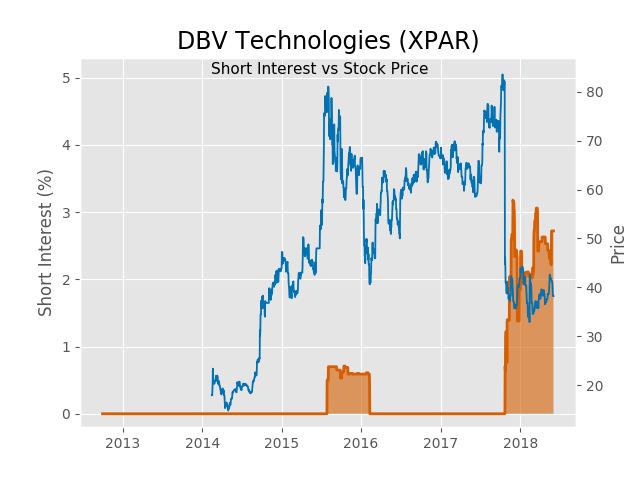 DBV Technologies (XPAR)
Short Interest vs Stock Price
Short Interest (%)
5
4
3
2
1
0
80
70
60
50
40
30
20
Price
2013 2014 2015 2016 2017 2018